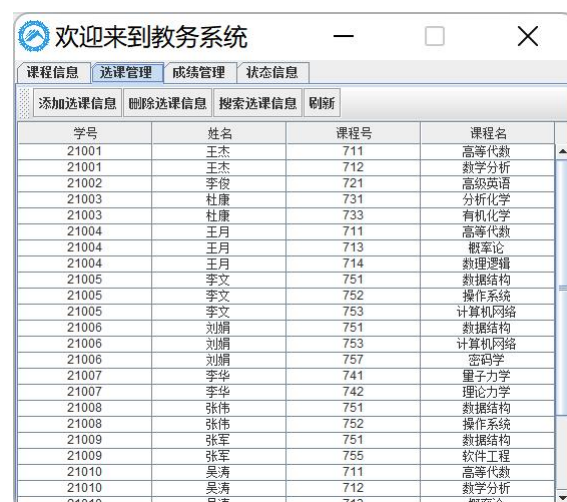 欢迎来到教务系统
课程信息 选课管理 成绩管理 状态信息
添加选课信息 删除选课信息 搜索选课信息 刷新
学号 姓名 课程号 课程名
21001 王杰 711 高等代数
21001 王杰 712 数学分析
21002 李俊 721 高级英语
21003 杜康 731 分析化学
21003 杜康 733 有机化学
21004 王月 711 高等代数
21004 王月 713 概率论
21004 王月 714 数理逻辑
21005 李文 751 数据结构
21005 李文 752 操作系统
21005 李文 753 计算机网络
21006 刘娟 751 数据结构
21006 刘娟 753 计算机网络
21006 刘娟 757 密码学
21007 李华 741 量子力学
21007 李华 742 理论力学
21008 张伟 751 数据结构
21008 张伟 752 操作系统
21009 张军 751 数据结构
21009 张军 755 软件工程
21010 吴涛 711 高等代数
21010 吴涛 712 数学分析